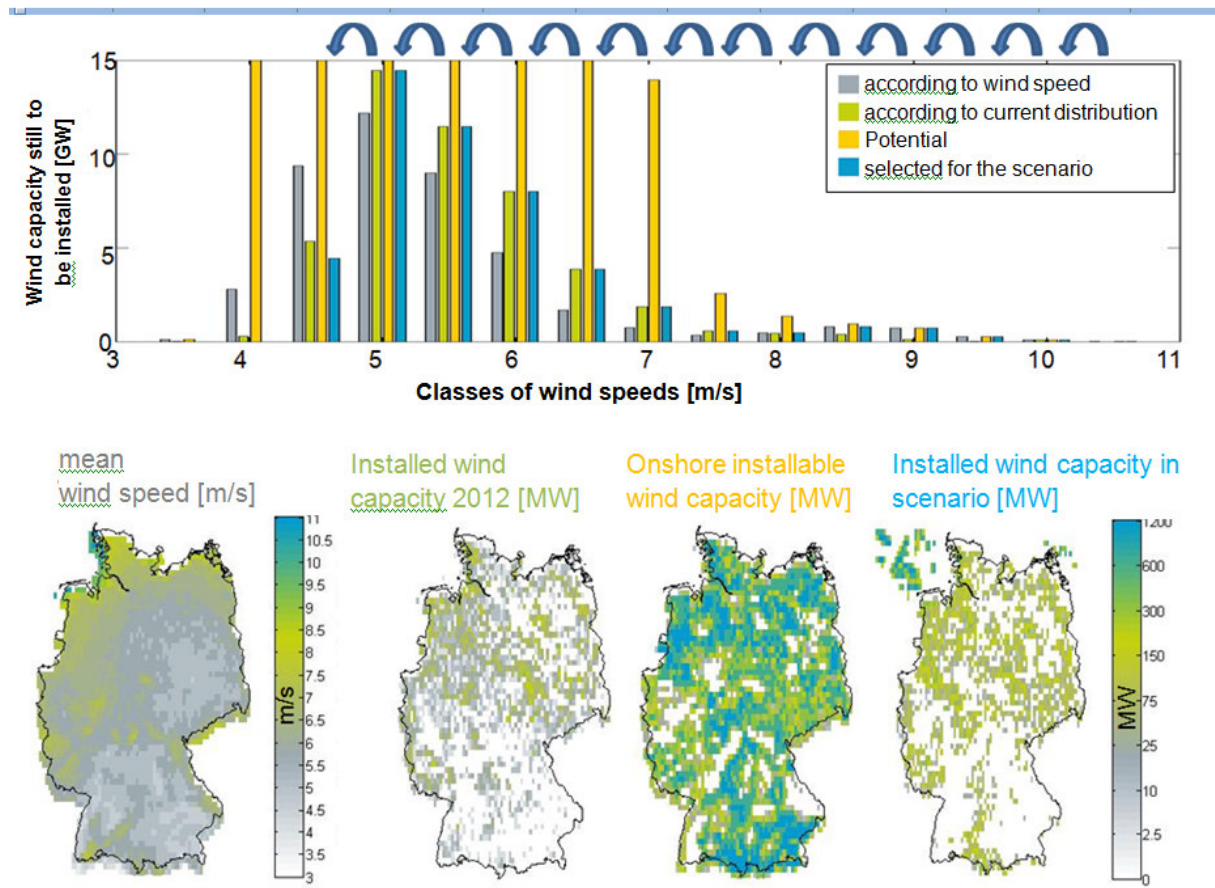 Wind capacity still to
be installed [GW]
15
10
5
0
3
4
5
6
7
8
9
10
11
Classes of wind speeds [m/s]
according to wind speed
according to current distribution
Potential
selected for the scenario
mean
wind speed [m/s]
Installed wind
capacity 2012 [MW]
Onshore installable
wind capacity [MW]
Installed wind capacity in
scenario [MW]
11
10.5
10
9.5
9
8.5
8
7.5
7
6.5
6
5.5
5
4.5
4
3.5
3
m/s
1200
600
300
150
75
25
10
2.5
0
MW